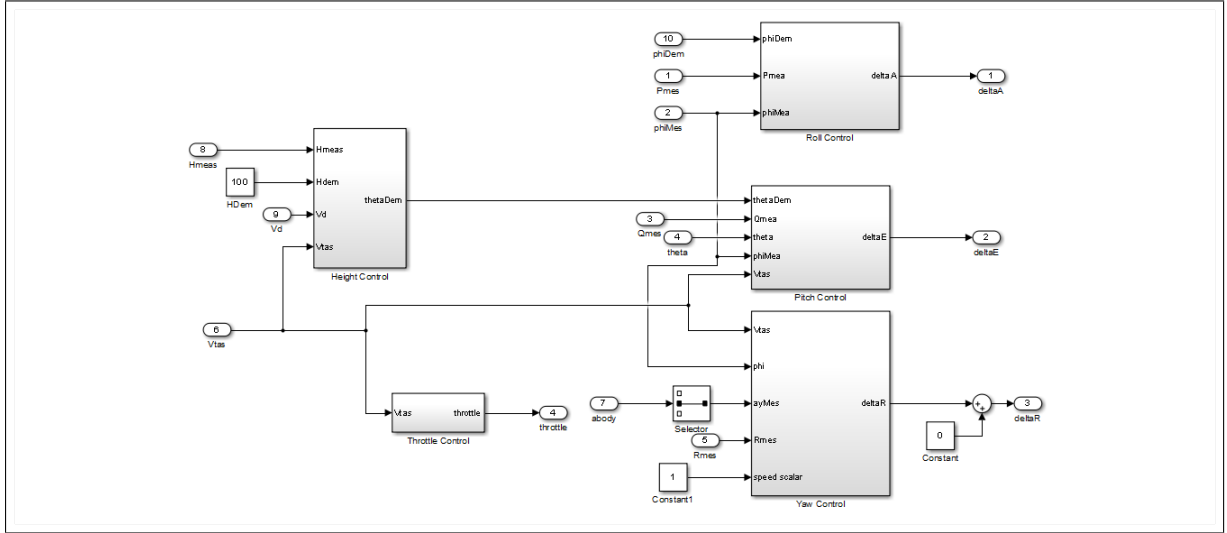 10
phiDem
phiDem
1
Pmes
Pmea
deltaA
1
deltaA
2
phiMes
phiMea
Roll Control
8
Hmeas
Hmeas
100
HDem
Hdem
thetaDem
9
Vd
Vd
Vtas
Height Control
thetaDem
3
Qmes
Qmea
4
theta
theta
deltaE
2
deltaE
phiMea
Vtas
Pitch Control
6
Vtas
Vtas
phi
7
abody
Selector
ayMes
deltaR
3
deltaR
5
Rmes
Rmes
0
Constant
1
Constant1
speed scalar
Yaw Control
Vtas
throttle
4
throttle
Throttle Control
+
+